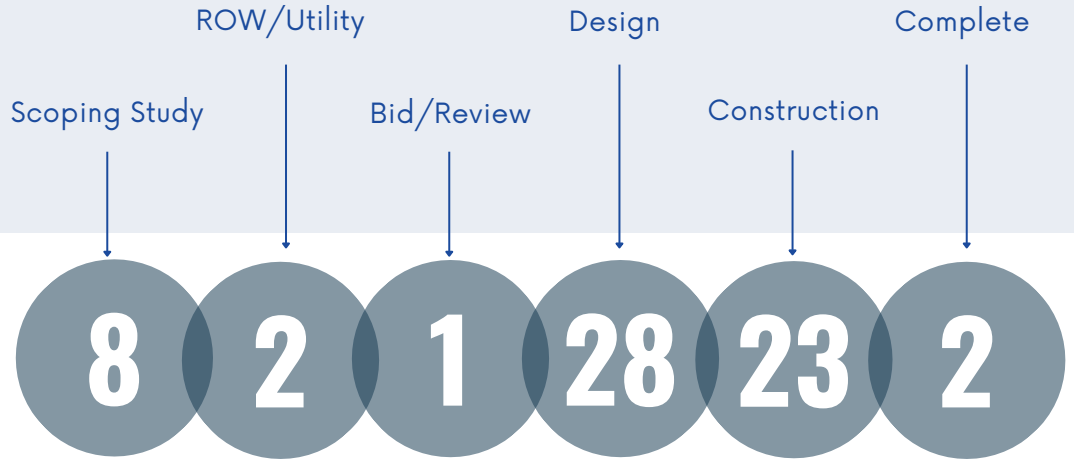 ROW/Utility
Design
Complete
Scoping Study
Bid/Review
Construction
8
2
1
28
23
2